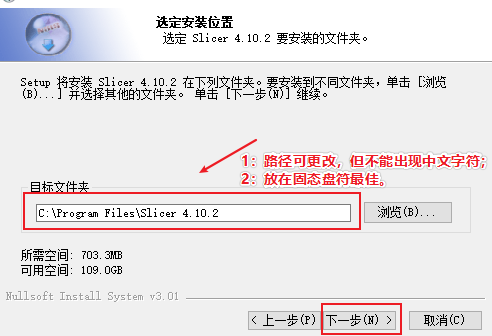 选定安装位置
选定 Slicer 4.10.2 要安装的文件夹。
Setup 将安装 Slicer 4.10.2 在下列文件夹。要安装到不同文件夹，单击 [浏览
(B)...] 并选择其他的文件夹。 单击 [下一步(N)] 继续。
1：路径可更改，但不能出现中文字符；
2：放在固态盘符最佳。
目标文件夹
C:\Program Files\Slicer 4.10.2
浏览(B)...
所需空间: 703.3MB
可用空间: 109.0GB
Nullsoft Install System v3.01
< 上一步(P)
下一步(N) >
取消(C)